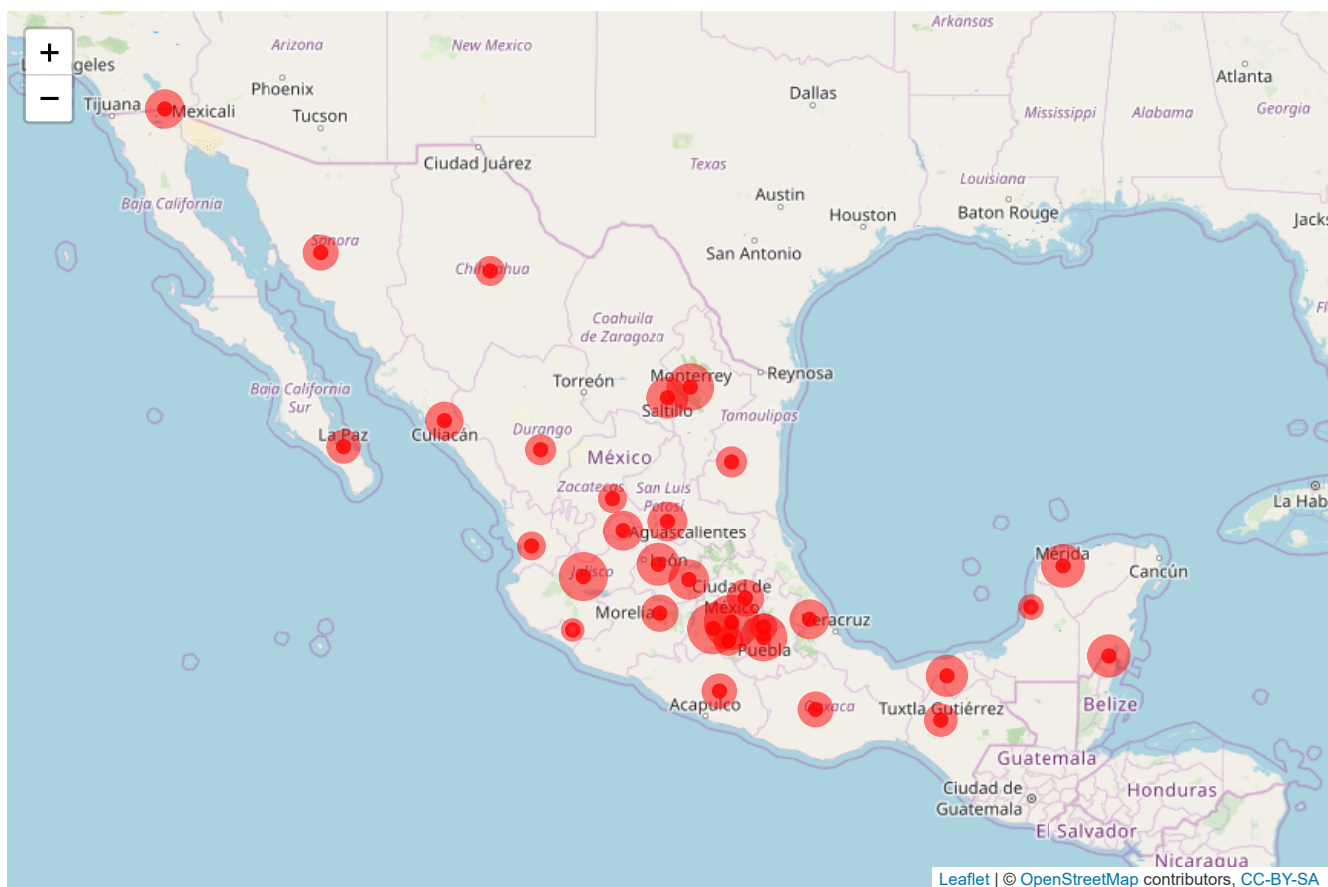 +
−
Arkansas
Arizona
New Mexico
geles
Atlanta
Phoenix
Dallas
Tijuana
Mexicali
Tucson
Mississippi
Alabama
Georgia
Ciudad Juárez
Texas
Louisiana
Austin
Baja California
Houston
Baton Rouge
Jacks
Sonora
San Antonio
Chihuahua
Fl
Coahuila
de Zaragoza
Monterrey
Reynosa
Torreón
Baja California
Sur
Saltillo
Tamaulipas
La Paz
Culiacán
Durango
México
Zacatecas
San Luis
Potosí
La Hab
Aguascalientes
Mérida
León
Cancún
Jalisco
Ciudad de
México
Morelia
Veracruz
Puebla
Acapulco
Oaxaca
Tuxtla Gutiérrez
Belize
Guatemala
Ciudad de
Guatemala
Honduras
El Salvador
Nicaragua
Leaflet | © OpenStreetMap contributors, CC-BY-SA